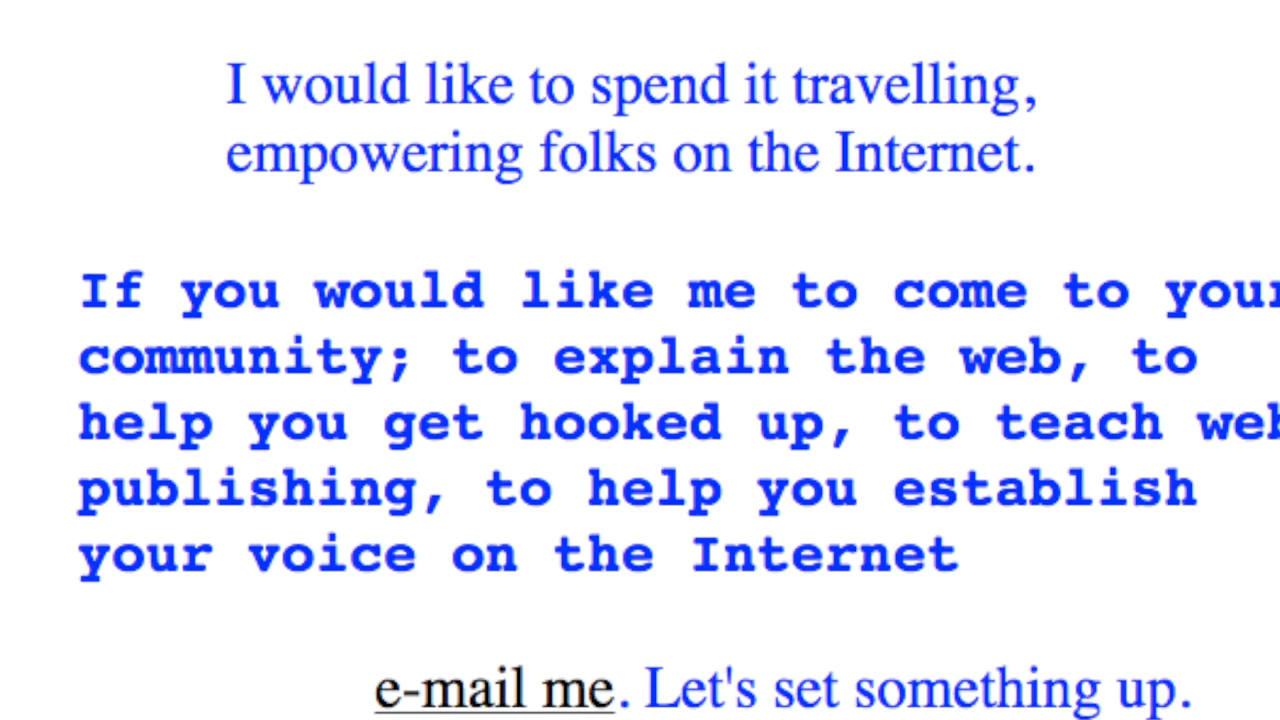 I would like to spend it travelling,
empowering folks on the Internet.
If you would like me to come to your
community; to explain the web, to
help you get hooked up, to teach web
publishing, to help you establish
your voice on the Internet
e-mail me. Let's set something up.